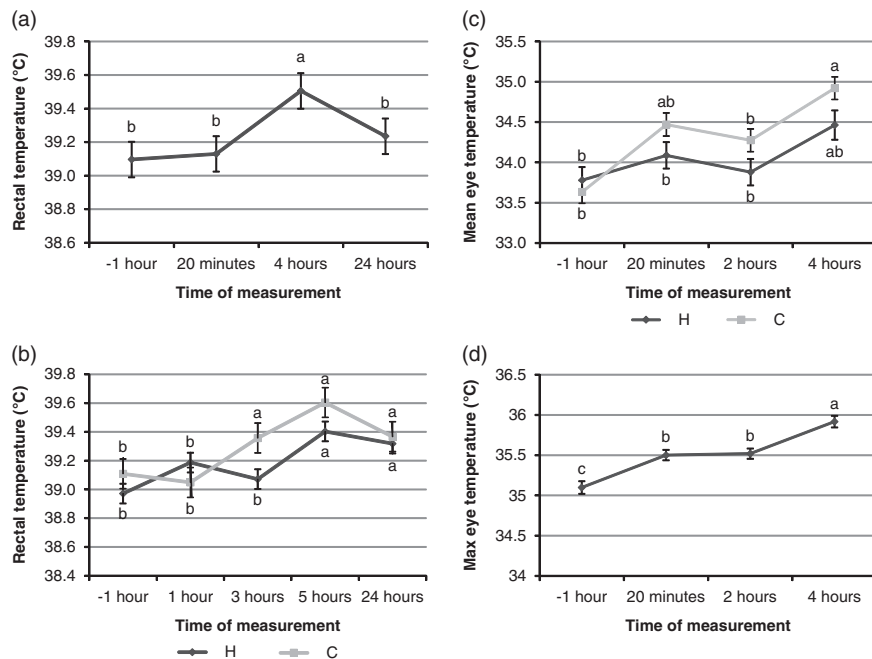 (a)
Rectal temperature (°C)
39.8
39.6
39.4
39.2
39.0
38.8
38.6
b
b
a
b
-1 hour 20 minutes 4 hours 24 hours
Time of measurement
(b)
Rectal temperature (°C)
39.8
39.6
39.4
39.2
39.0
38.8
38.6
38.4
b b a a a
b b b a a
-1 hour 1 hour 3 hours 5 hours 24 hours
Time of measurement
H C
(c)
Mean eye temperature (°C)
35.5
35.0
34.5
34.0
33.5
33.0
b ab b a
b b b ab
-1 hour 20 minutes 2 hours 4 hours
Time of measurement
H C
(d)
Max eye temperature (°C)
36.5
36
35.5
35
34.5
34
c b b a
-1 hour 20 minutes 2 hours 4 hours
Time of measurement